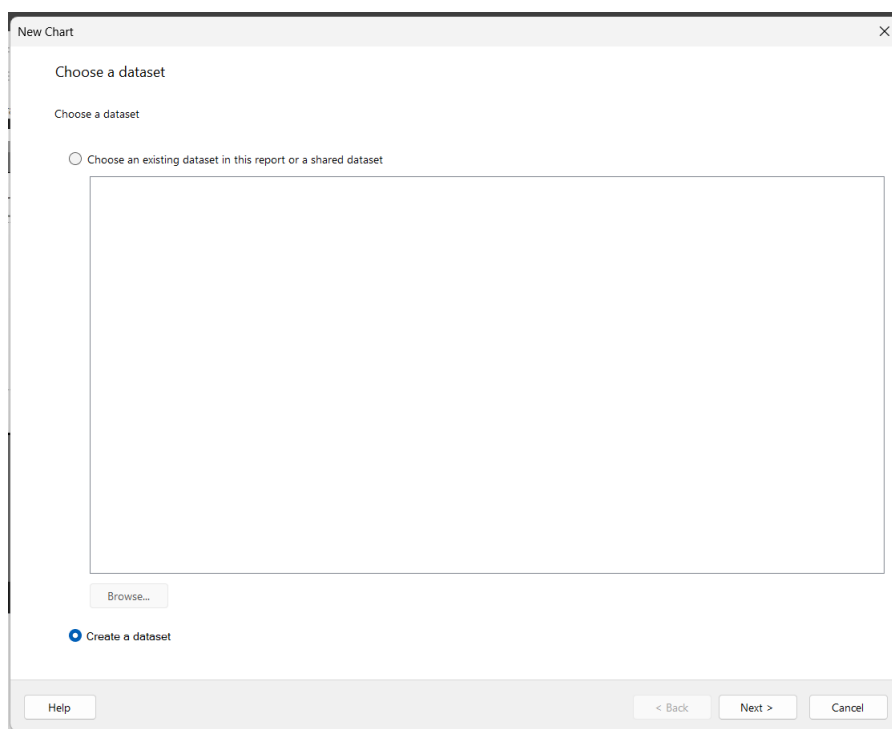 New Chart
Choose a dataset
Choose a dataset
Choose an existing dataset in this report or a shared dataset
Browse...
Create a dataset
Help
< Back
Next >
Cancel